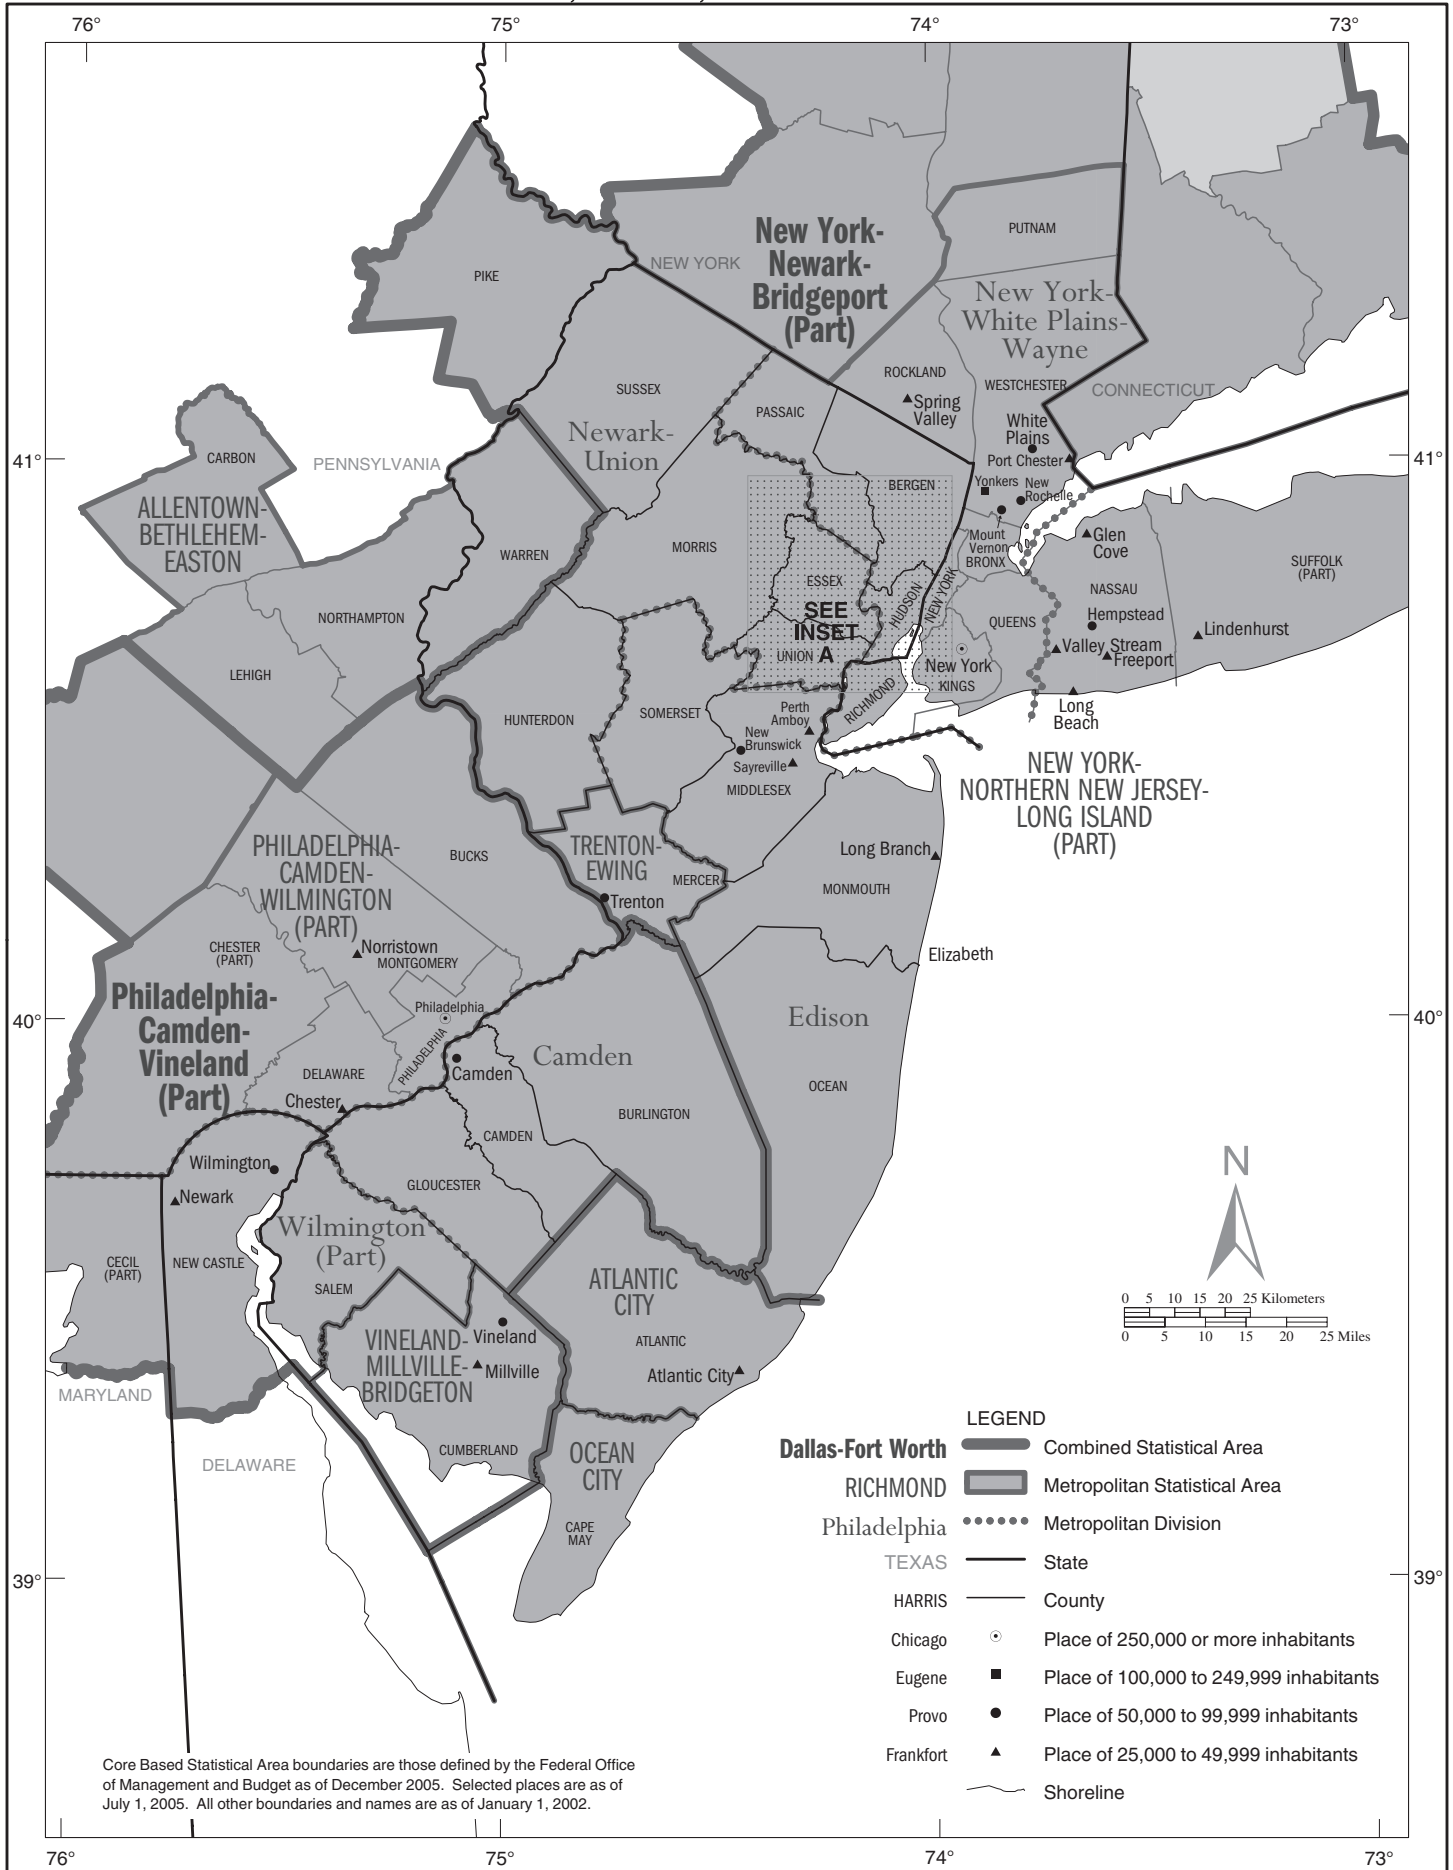 76°
75°
74°
73°
PUTNAM
New York-
Newark-
Bridgeport
(Part)
NEW YORK
PIKE
New York-
White Plains-
Wayne
ROCKLAND
WESTCHESTER
CONNECTICUT
SUSSEX
Spring
Valley
PASSAIC
White
Plains
Newark-
Union
Port Chester
41°
CARBON
PENNSYLVANIA
41°
BERGEN
Yonkers
New
Rochelle
ALLENTOWN-
BETHLEHEM-
EASTON
Mount
Vernon
BRONX
Glen
Cove
WARREN
MORRIS
SUFFOLK
(PART)
ESSEX
HUDSON
NEW YORK
NASSAU
SEE
INSET
A
NORTHAMPTON
QUEENS
Hempstead
Lindenhurst
Valley Stream
Freeport
UNION
New York
KINGS
LEHIGH
RICHMOND
HUNTERDON
SOMERSET
Perth
Amboy
Long
Beach
New
Brunswick
Sayreville
MIDDLESEX
NEW YORK-
NORTHERN NEW JERSEY-
LONG ISLAND
(PART)
PHILADELPHIA-
CAMDEN-
WILMINGTON
(PART)
BUCKS
TRENTON-
EWING
Long Branch
MERCER
MONMOUTH
Trenton
CHESTER
(PART)
Norristown
MONTGOMERY
Elizabeth
Philadelphia-
Camden-
Vineland
(Part)
Philadelphia
PHILADELPHIA
40°
Edison
40°
Camden
Camden
DELAWARE
OCEAN
Chester
BURLINGTON
CAMDEN
Wilmington
N
Newark
GLOUCESTER
Wilmington
(Part)
CECIL
(PART)
NEW CASTLE
SALEM
ATLANTIC
CITY
0 5 10 15 20 25 Kilometers
0 5 10 15 20 25 Miles
VINELAND-
MILLVILLE-
BRIDGETON
Vineland
ATLANTIC
Millville
Atlantic City
MARYLAND
CUMBERLAND
DELAWARE
OCEAN
CITY
CAPE
MAY
39°
39°
LEGEND
Dallas-Fort Worth Combined Statistical Area
RICHMOND Metropolitan Statistical Area
Philadelphia Metropolitan Division
TEXAS State
HARRIS County
Chicago Place of 250,000 or more inhabitants
Eugene Place of 100,000 to 249,999 inhabitants
Provo Place of 50,000 to 99,999 inhabitants
Frankfort Place of 25,000 to 49,999 inhabitants
Shoreline
Core Based Statistical Area boundaries are those defined by the Federal Office
of Management and Budget as of December 2005. Selected places are as of
July 1, 2005. All other boundaries and names are as of January 1, 2002.
76°
75°
74°
73°